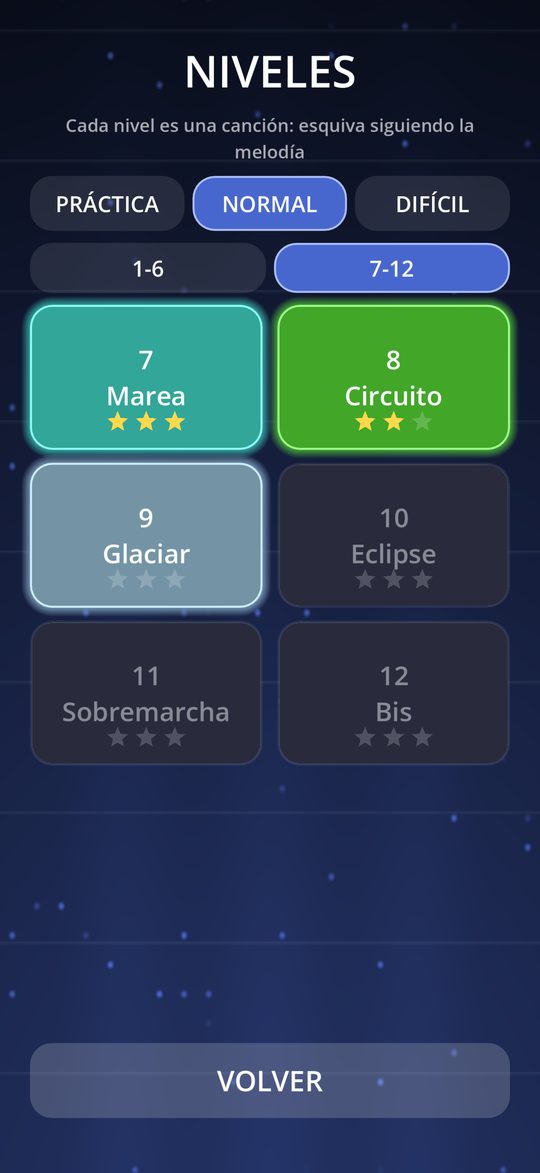 NIVELES
Cada nivel es una canción: esquiva siguiendo la
melodía
PRÁCTICA
NORMAL
DIFÍCIL
1-6
7-12
7
Marea
8
Circuito
9
Glaciar
10
Eclipse
11
Sobremarcha
12
Bis
VOLVER